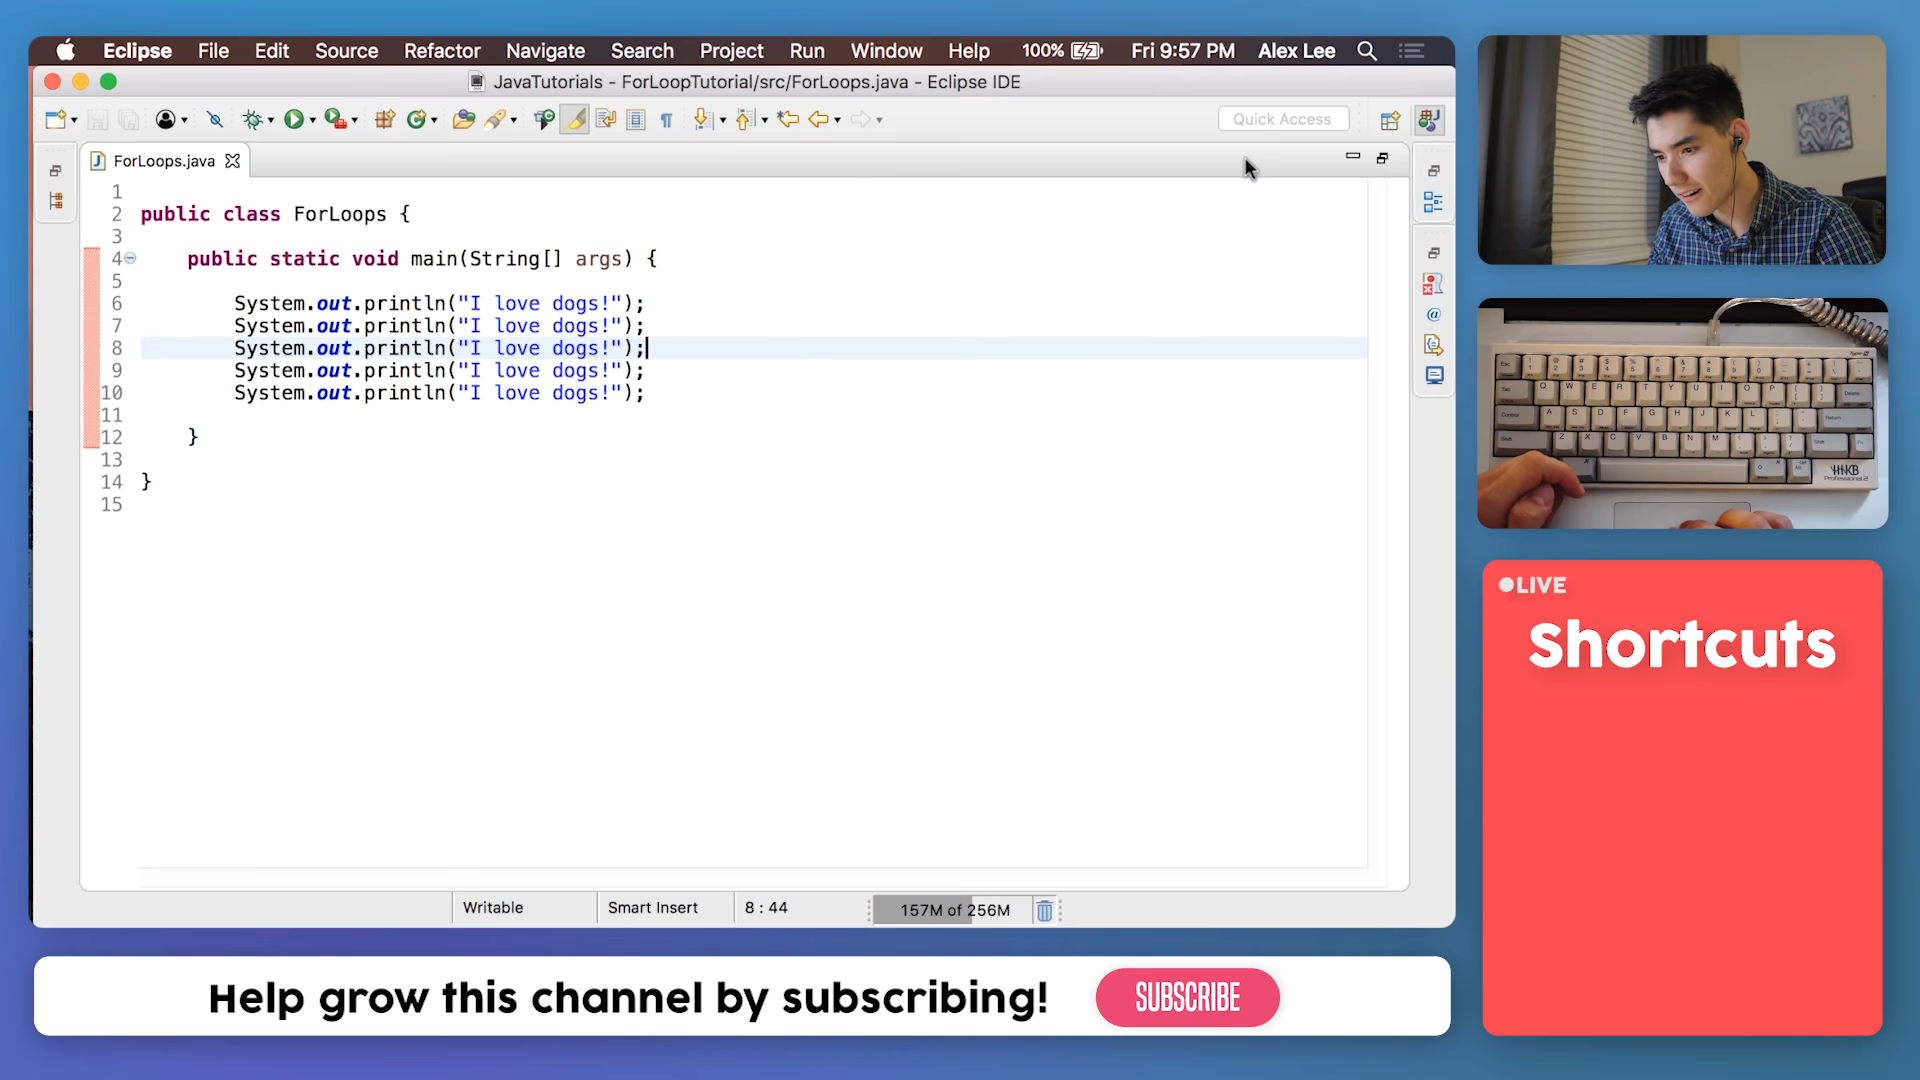 Eclipse File Edit Source Refactor Navigate Search Project Run Window Help 100% Fri 9:57 PM Alex Lee
JavaTutorials - ForLoopTutorial/src/ForLoops.java - Eclipse IDE
Quick Access
ForLoops.java
1
2 public class ForLoops {
3
4 public static void main(String[] args) {
5
6 System.out.println("I love dogs!");
7 System.out.println("I love dogs!");
8 System.out.println("I love dogs!");
9 System.out.println("I love dogs!");
10 System.out.println("I love dogs!");
11
12 }
13
14 }
15
Writable Smart Insert 8 : 44 157M of 256M
Help grow this channel by subscribing! SUBSCRIBE
HHKB
Professional 2
LIVE
Shortcuts